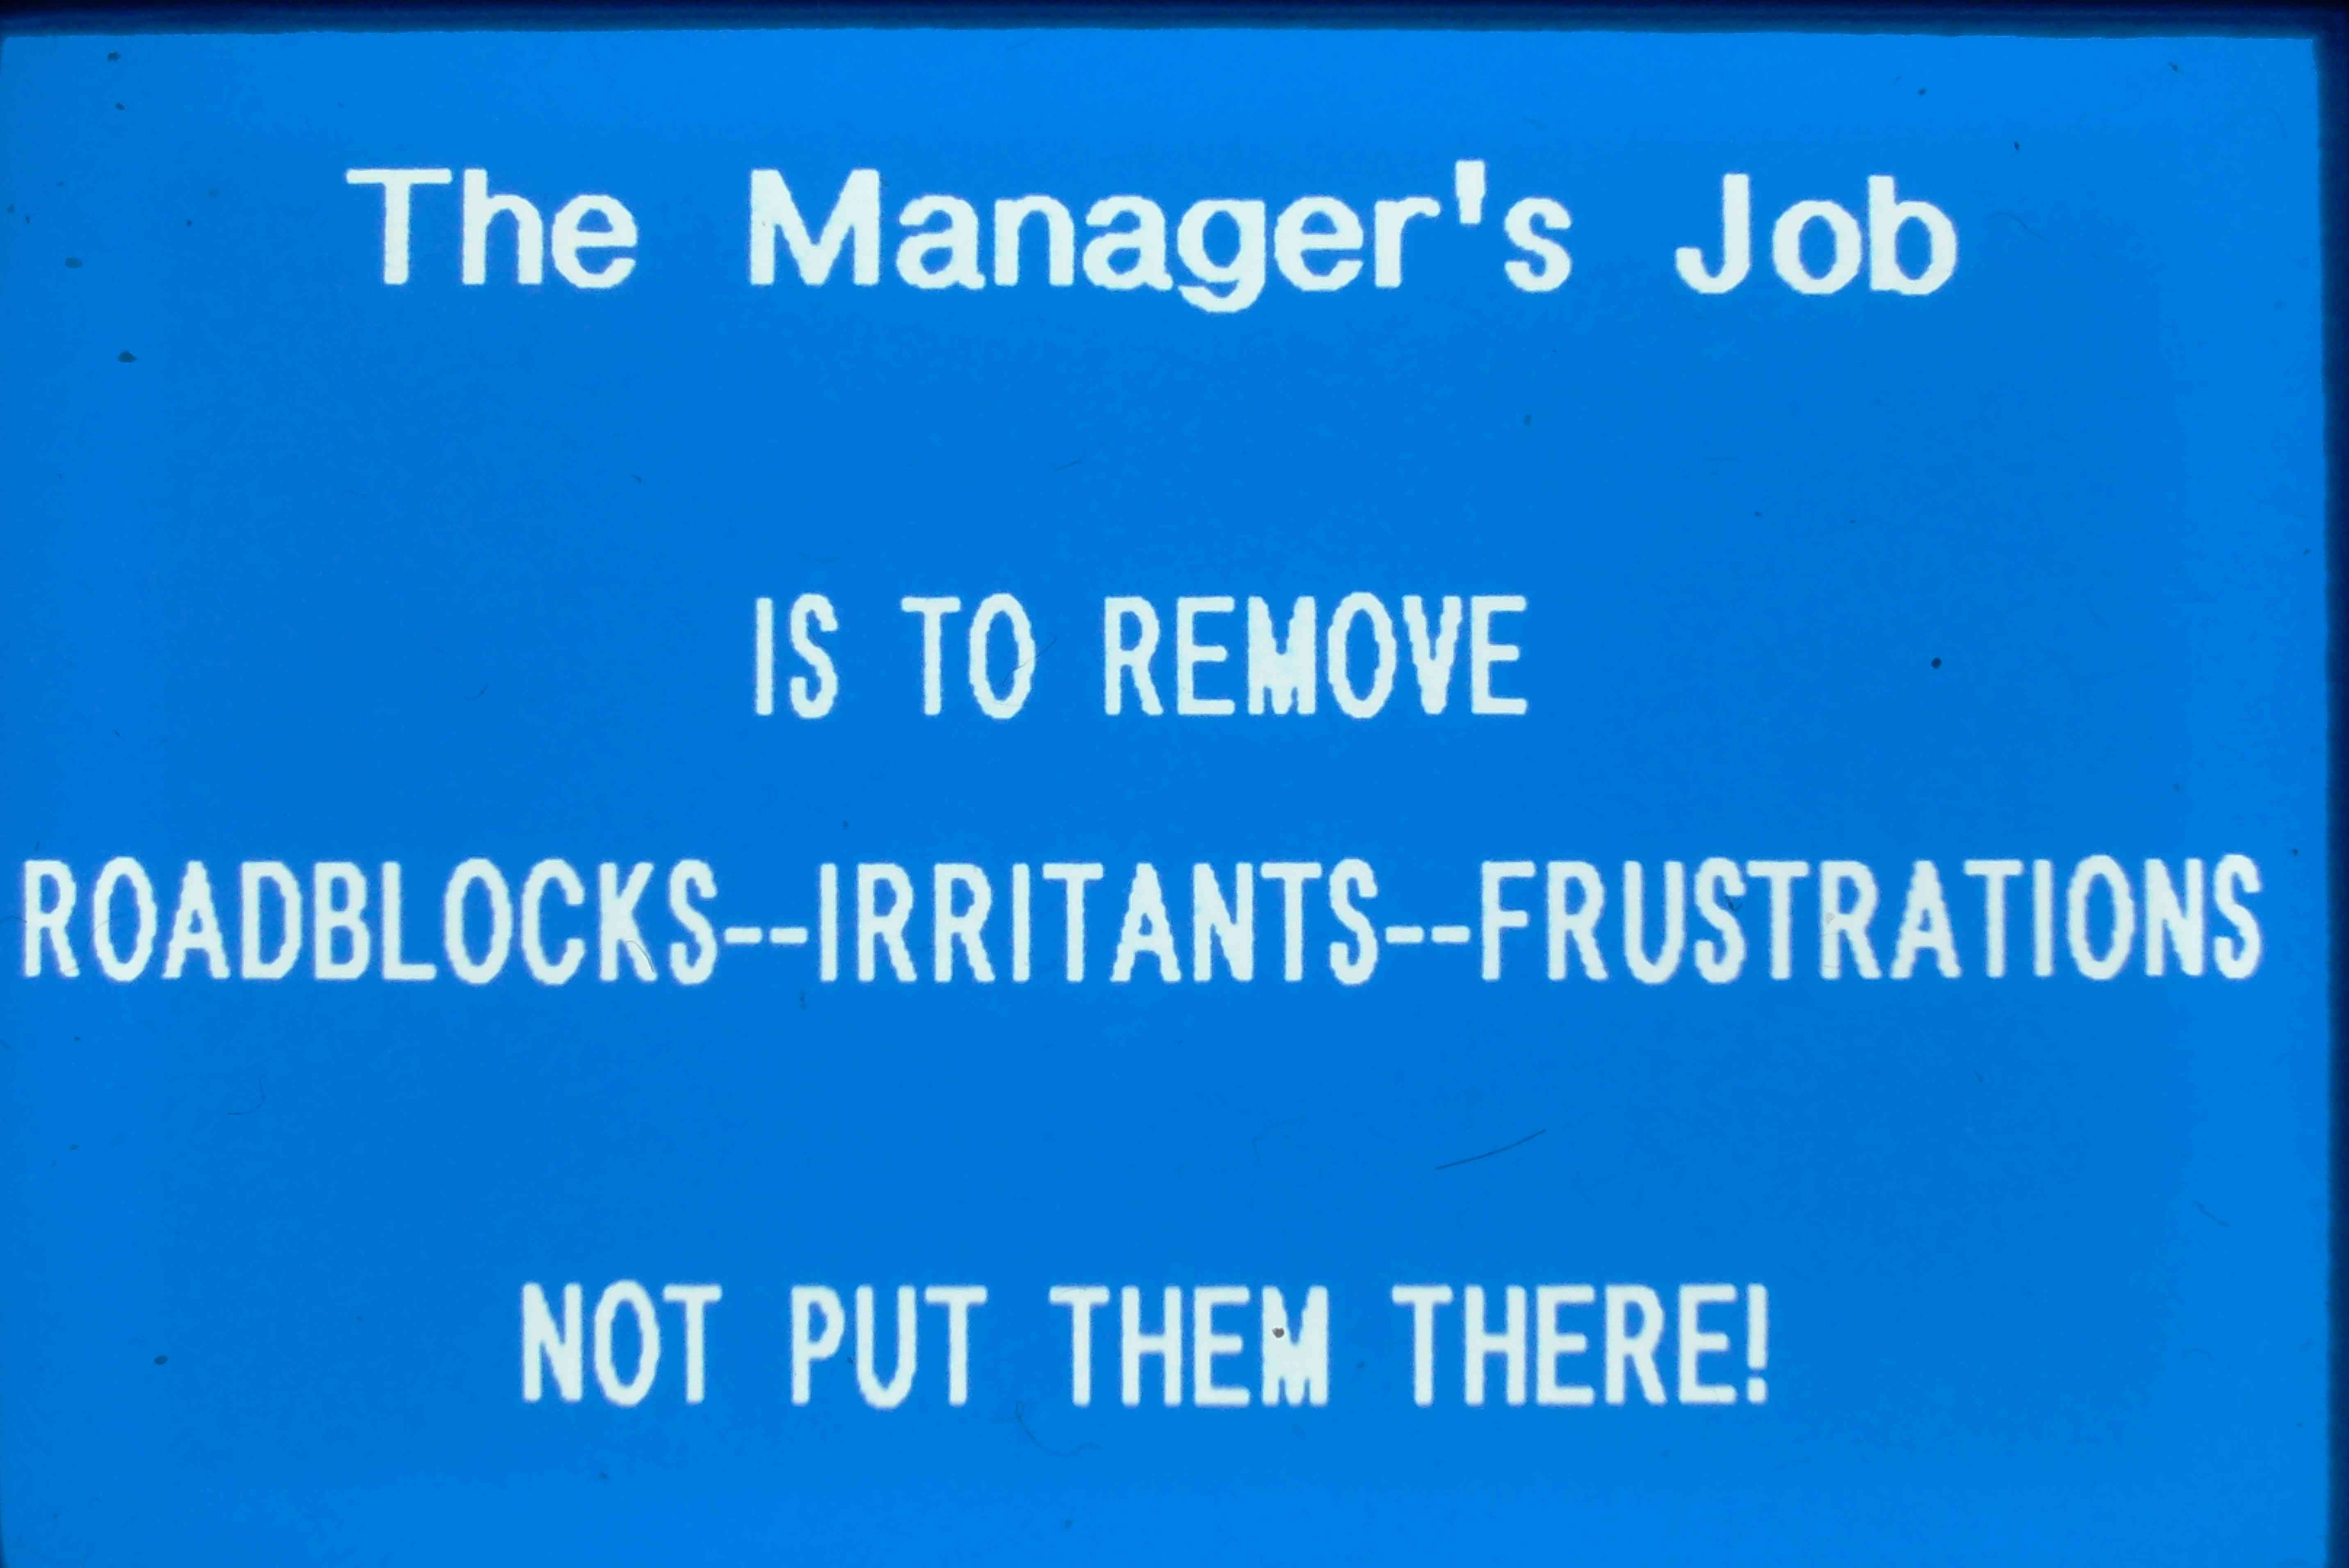 The Manager's Job
IS TO REMOVE
ROADBLOCKS--IRRITANTS--FRUSTRATIONS
NOT PUT THEM THERE!